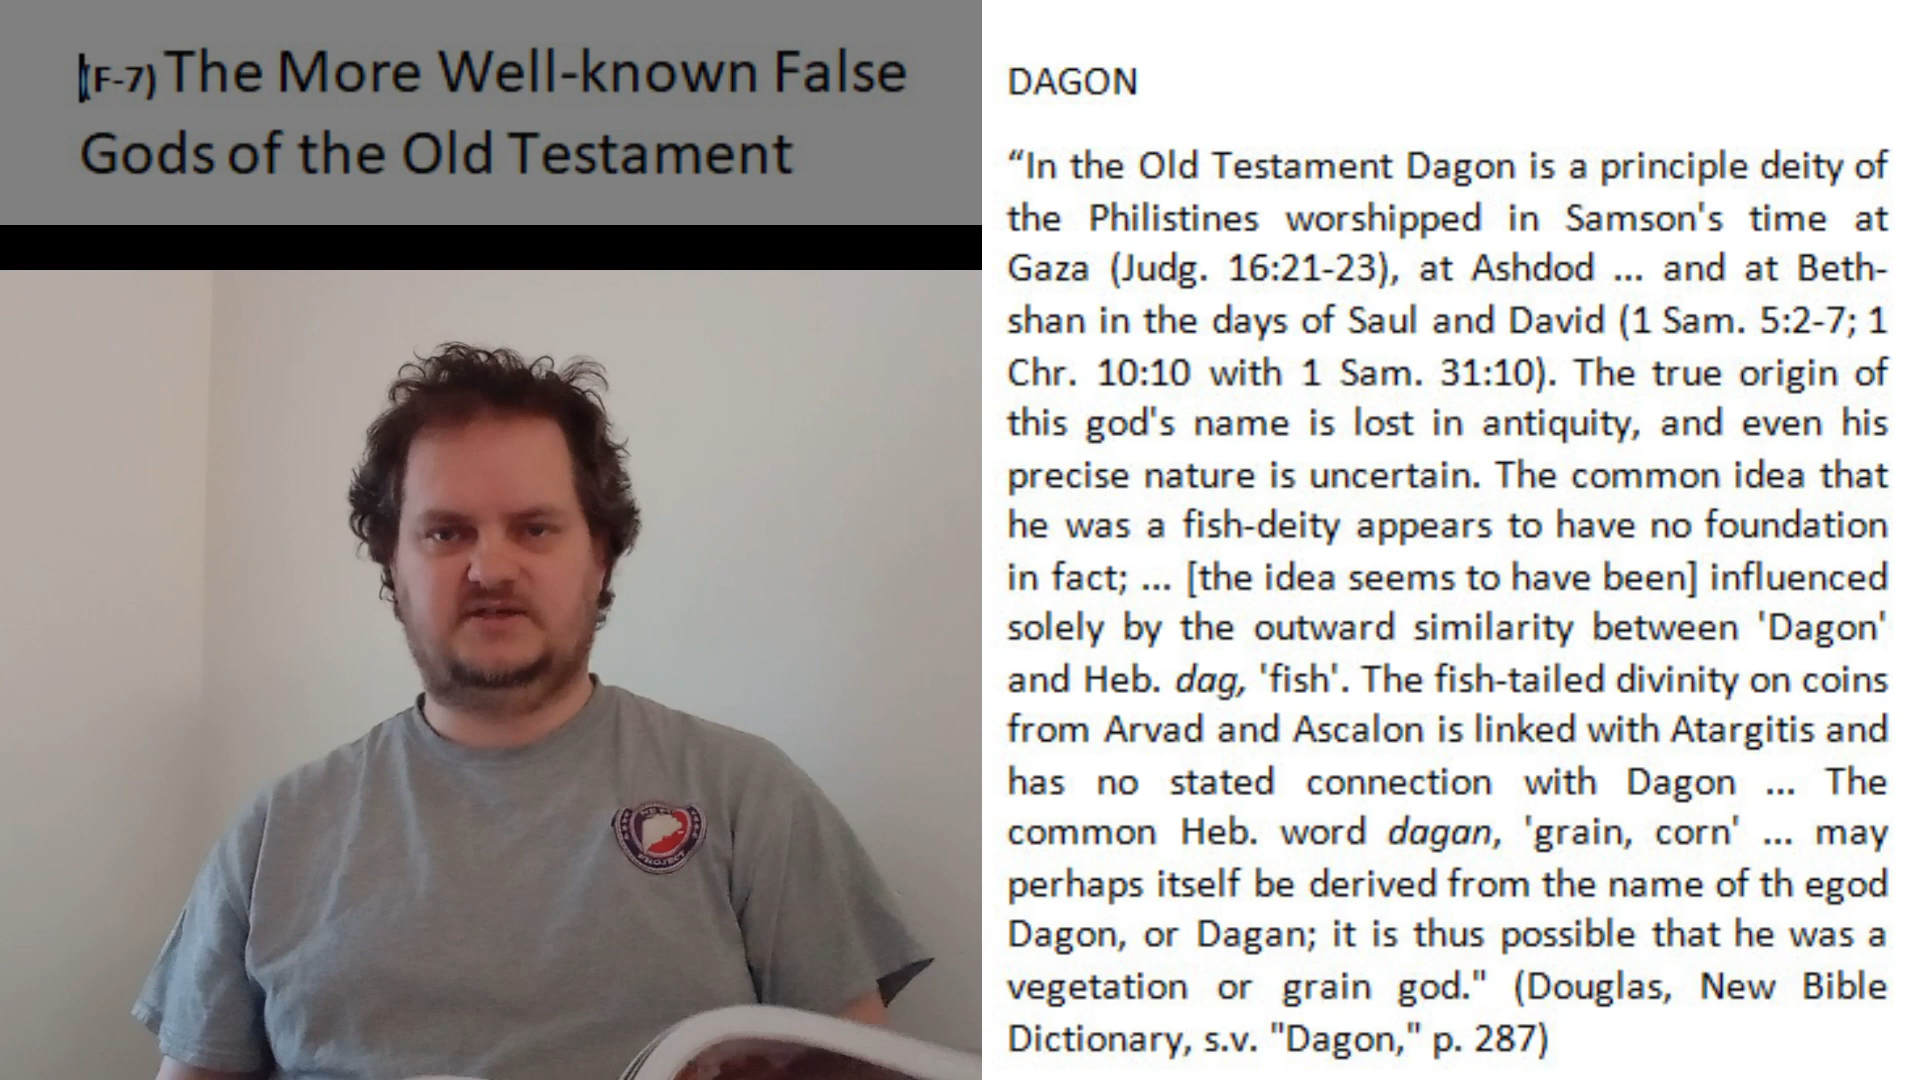 (F-7) The More Well-known False
Gods of the Old Testament
DAGON
“In the Old Testament Dagon is a principle deity of
the Philistines worshipped in Samson's time at
Gaza (Judg. 16:21-23), at Ashdod ... and at Beth-
shan in the days of Saul and David (1 Sam. 5:2-7; 1
Chr. 10:10 with 1 Sam. 31:10). The true origin of
this god's name is lost in antiquity, and even his
precise nature is uncertain. The common idea that
he was a fish-deity appears to have no foundation
in fact; ... [the idea seems to have been] influenced
solely by the outward similarity between 'Dagon'
and Heb. dag, 'fish'. The fish-tailed divinity on coins
from Arvad and Ascalon is linked with Atargitis and
has no stated connection with Dagon ... The
common Heb. word dagan, 'grain, corn' ... may
perhaps itself be derived from the name of th egod
Dagon, or Dagan; it is thus possible that he was a
vegetation or grain god." (Douglas, New Bible
Dictionary, s.v. "Dagon," p. 287)
PROJECT